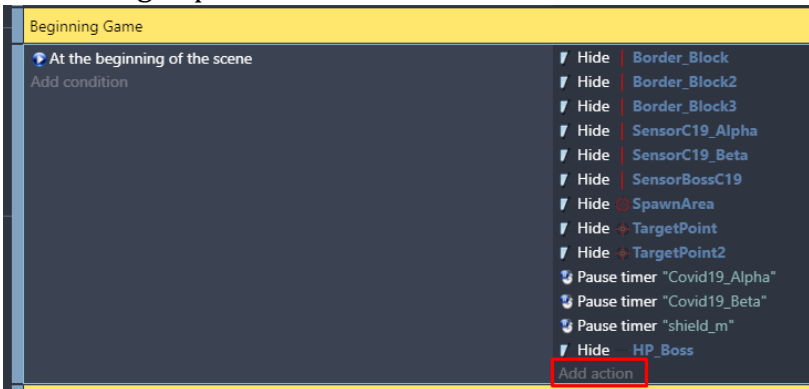 Beginning Game
At the beginning of the scene
Add condition
Hide Border_Block
Hide Border_Block2
Hide Border_Block3
Hide SensorC19_Alpha
Hide SensorC19_Beta
Hide SensorBossC19
Hide SpawnArea
Hide TargetPoint
Hide TargetPoint2
Pause timer "Covid19_Alpha"
Pause timer "Covid19_Beta"
Pause timer "shield_m"
Hide HP_Boss
Add action